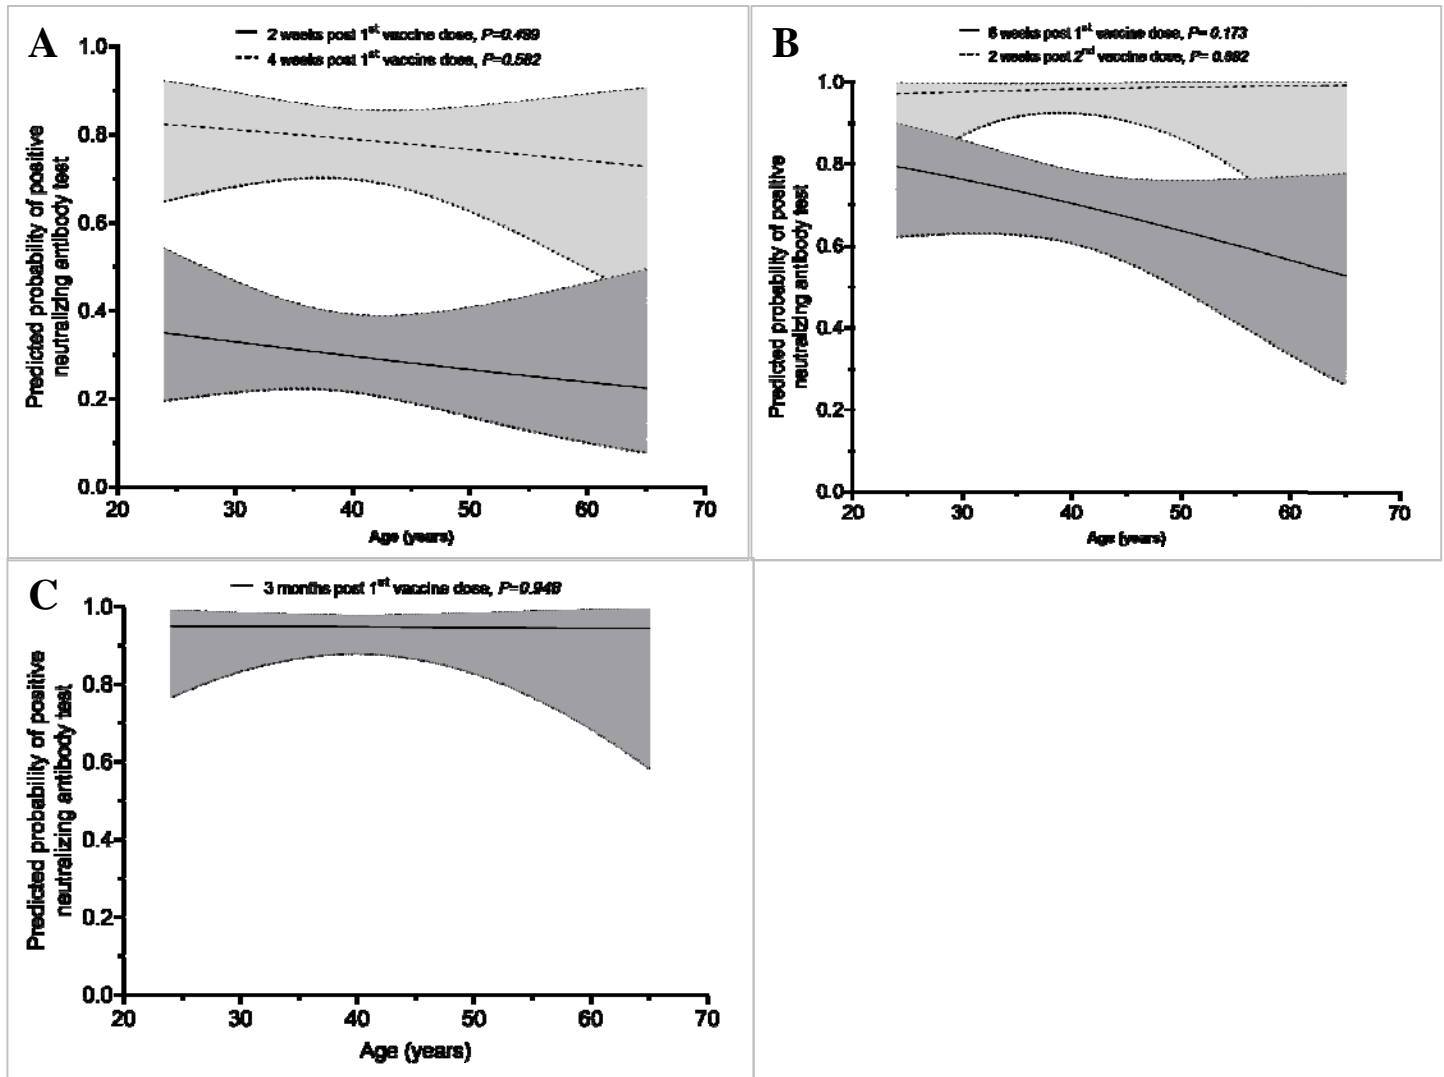 A
2 weeks post 1st vaccine dose, P=0.499
4 weeks post 1st vaccine dose, P=0.582
1.0
0.8
0.6
0.4
0.2
0.0
20 30 40 50 60 70
Predicted probability of positive
neutralizing antibody test
Age (years)
B
6 weeks post 1st vaccine dose, P= 0.173
2 weeks post 2nd vaccine dose, P=
1.0
0.8
0.6
0.4
0.2
0.0
20 30 40 50 60 70
Predicted probability of positive
neutralizing antibody test
Age (years)
C
3 months post 1st vaccine dose, P=0.948
1.0
0.8
0.6
0.4
0.2
0.0
20 30 40 50 60 70
Predicted probability of positive
neutralizing antibody test
Age (years)